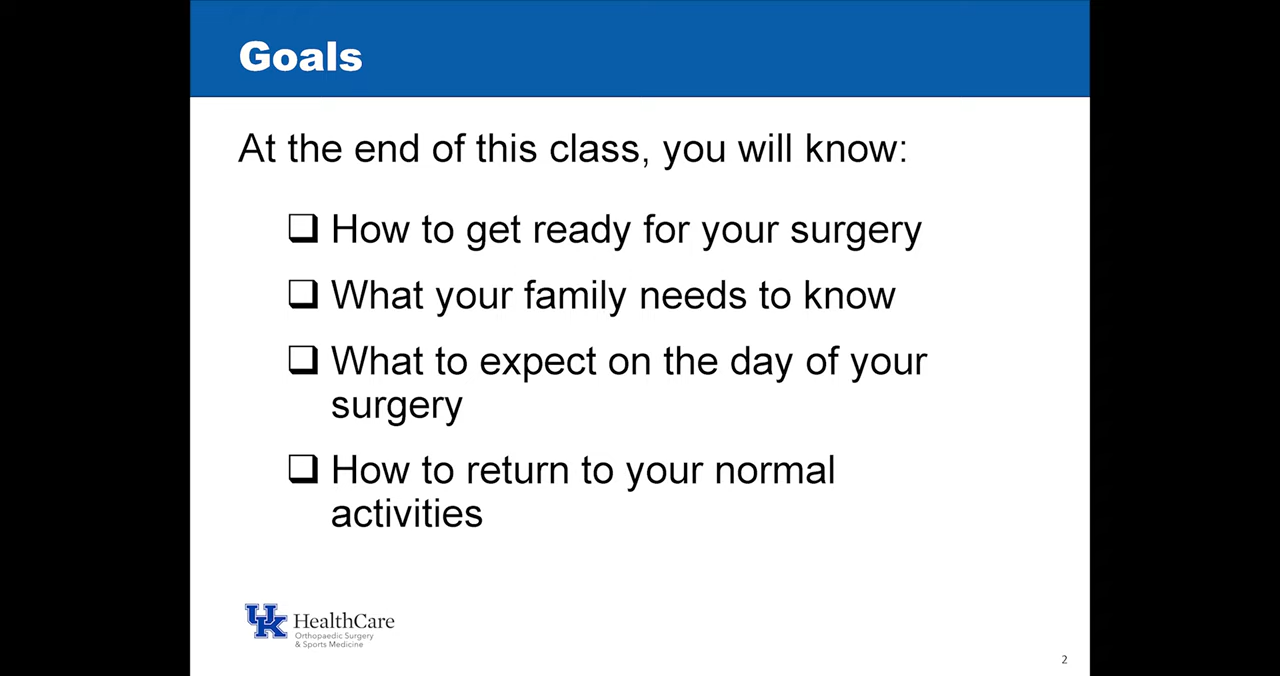 Goals
At the end of this class, you will know:
How to get ready for your surgery
What your family needs to know
What to expect on the day of your
surgery
How to return to your normal
activities
UK HealthCare
Orthopaedic Surgery
& Sports Medicine
2